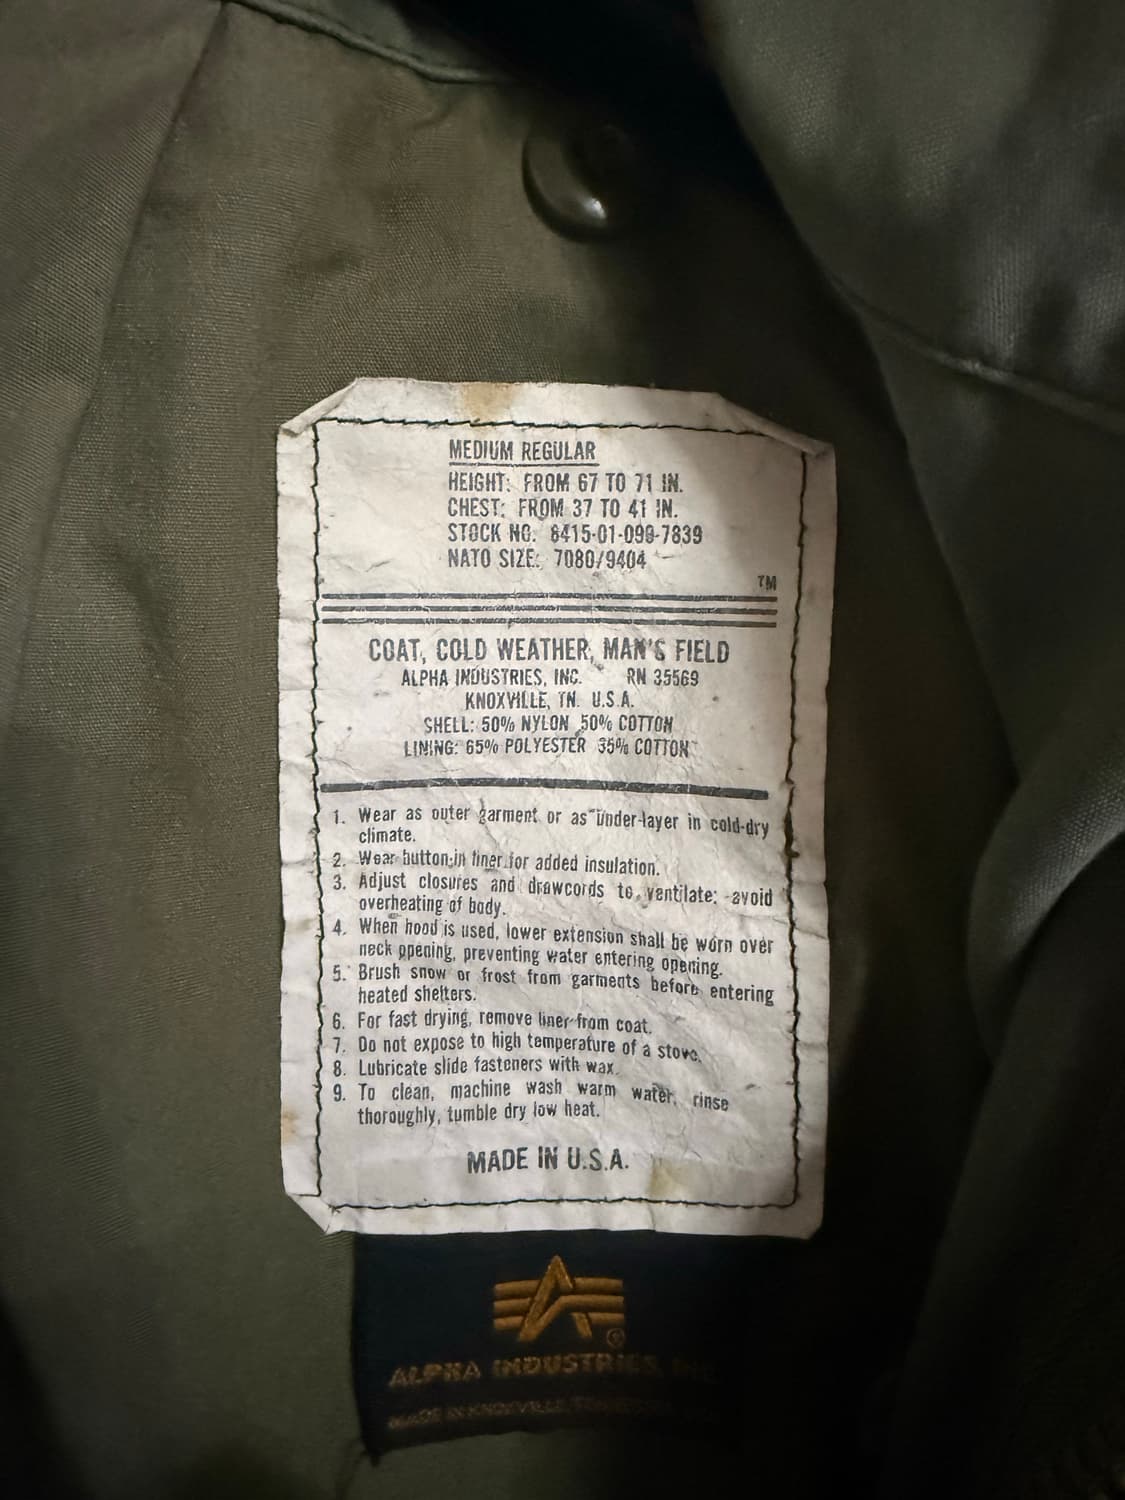 MEDIUM REGULAR
HEIGHT: FROM 67 TO 71 IN.
CHEST: FROM 37 TO 41 IN.
STOCK NO. 8415-01-099-7839
NATO SIZE: 7080/9404
TM
COAT, COLD WEATHER, MAN'S FIELD
ALPHA INDUSTRIES, INC. RN 35569
KNOXVILLE, TN. U.S.A.
SHELL: 50% NYLON 50% COTTON
LINING: 65% POLYESTER 35% COTTON
1. Wear as outer garment or as under-layer in cold-dry
climate.
2. Wear button-in liner for added insulation.
3. Adjust closures and drawcords to ventilate; avoid
overheating of body.
4. When hood is used, lower extension shall be worn over
neck opening, preventing water entering opening.
5. Brush snow or frost from garments before entering
heated shelters.
6. For fast drying, remove liner from coat.
7. Do not expose to high temperature of a stove.
8. Lubricate slide fasteners with wax.
9. To clean, machine wash warm water, rinse
thoroughly, tumble dry low heat.
MADE IN U.S.A.
®
ALPHA INDUSTRIES, INC.
MADE IN KNOXVILLE, TENNESSEE,